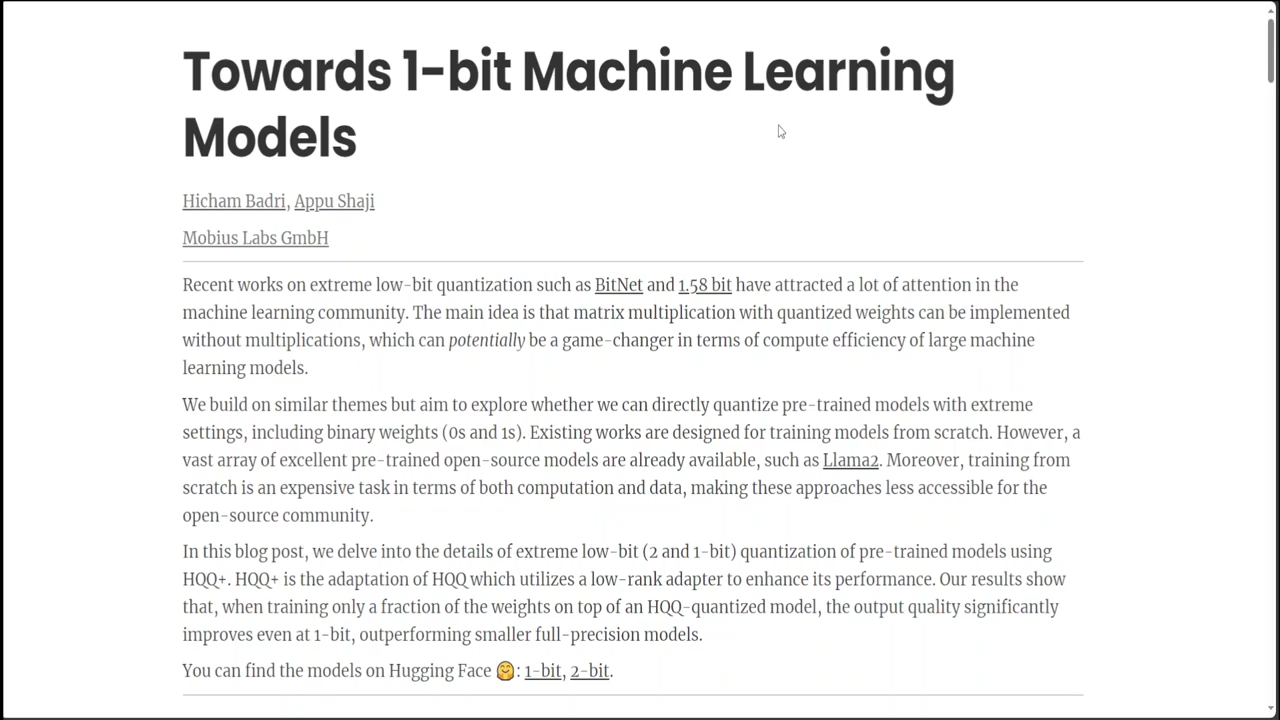 Towards 1-bit Machine Learning
Models
Hicham Badri, Appu Shaji
Mobius Labs GmbH
Recent works on extreme low-bit quantization such as BitNet and 1.58 bit have attracted a lot of attention in the
machine learning community. The main idea is that matrix multiplication with quantized weights can be implemented
without multiplications, which can potentially be a game-changer in terms of compute efficiency of large machine
learning models.
We build on similar themes but aim to explore whether we can directly quantize pre-trained models with extreme
settings, including binary weights (0s and 1s). Existing works are designed for training models from scratch. However, a
vast array of excellent pre-trained open-source models are already available, such as Llama2. Moreover, training from
scratch is an expensive task in terms of both computation and data, making these approaches less accessible for the
open-source community.
In this blog post, we delve into the details of extreme low-bit (2 and 1-bit) quantization of pre-trained models using
HQQ+. HQQ+ is the adaptation of HQQ which utilizes a low-rank adapter to enhance its performance. Our results show
that, when training only a fraction of the weights on top of an HQQ-quantized model, the output quality significantly
improves even at 1-bit, outperforming smaller full-precision models.
You can find the models on Hugging Face 🤗: 1-bit, 2-bit.